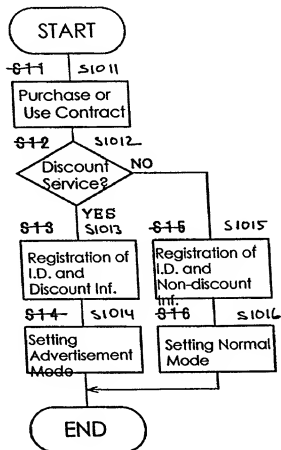 START
S11 S1011
Purchase or
Use Contract
S12 S1012
Discount
Service?
NO
YES
S13 S1013
S15 S1015
Registration of
I.D. and
Discount Inf.
Registration of
I.D. and
Non-discount
Inf.
S14 S1014
S16 S1016
Setting
Advertisement
Mode
Setting Normal
Mode
END